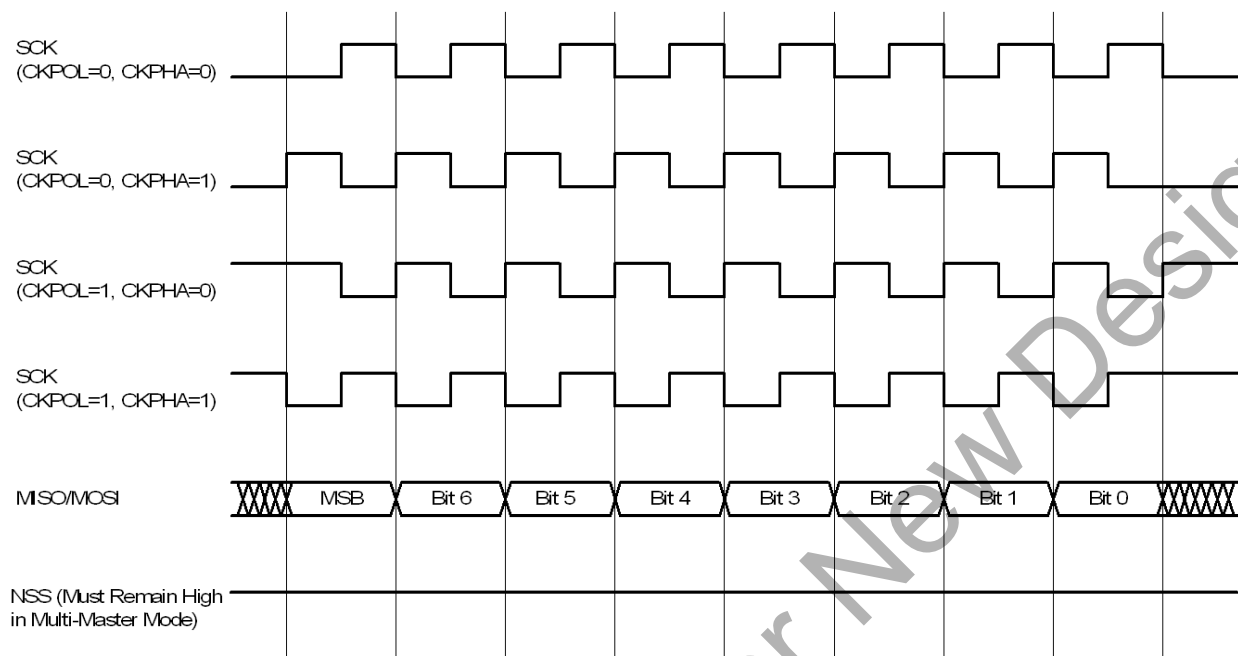 SCK
(CKPOL=0, CKPHA=0)
SCK
(CKPOL=0, CKPHA=1)
SCK
(CKPOL=1, CKPHA=0)
SCK
(CKPOL=1, CKPHA=1)
MISO/MOSI
MSB Bit 6 Bit 5 Bit 4 Bit 3 Bit 2 Bit 1 Bit 0
NSS (Must Remain High
in Multi-Master Mode)
New